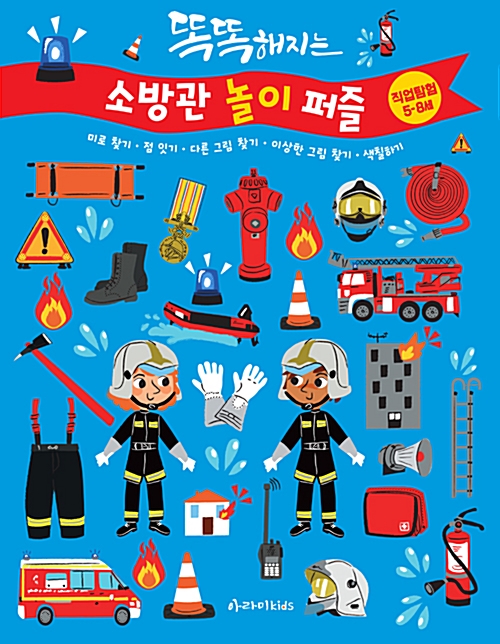 똑똑해지는
소방관 놀이 퍼즐
직업탐험
5-8세
미로 찾기 • 점 잇기 • 다른 그림 찾기 • 이상한 그림 찾기 • 색칠하기
아라미kids